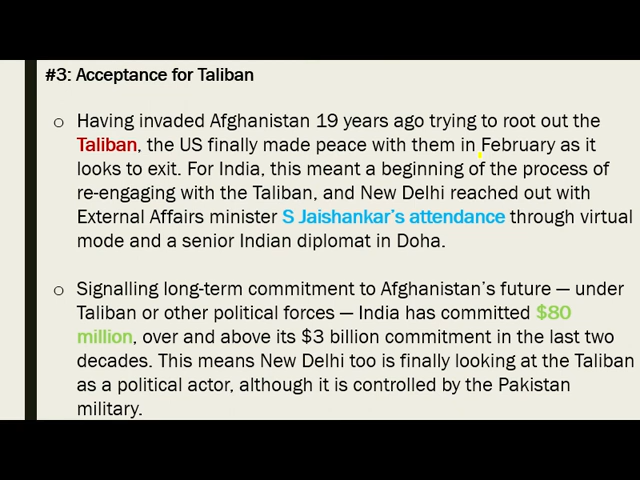 #3: Acceptance for Taliban
o Having invaded Afghanistan 19 years ago trying to root out the
Taliban, the US finally made peace with them in February as it
looks to exit. For India, this meant a beginning of the process of
re-engaging with the Taliban, and New Delhi reached out with
External Affairs minister S Jaishankar's attendance through virtual
mode and a senior Indian diplomat in Doha.
o Signalling long-term commitment to Afghanistan's future — under
Taliban or other political forces — India has committed $80
million, over and above its $3 billion commitment in the last two
decades. This means New Delhi too is finally looking at the Taliban
as a political actor, although it is controlled by the Pakistan
military.